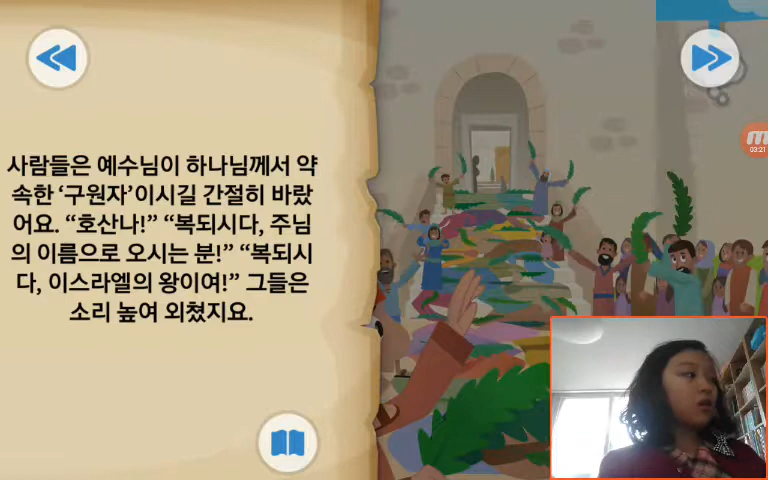 사람들은 예수님이 하나님께서 약
속한 ‘구원자’이시길 간절히 바랐
어요. “호산나!” “복되시다, 주님
의 이름으로 오시는 분!” “복되시
다, 이스라엘의 왕이여!” 그들은
소리 높여 외쳤지요.
03:21